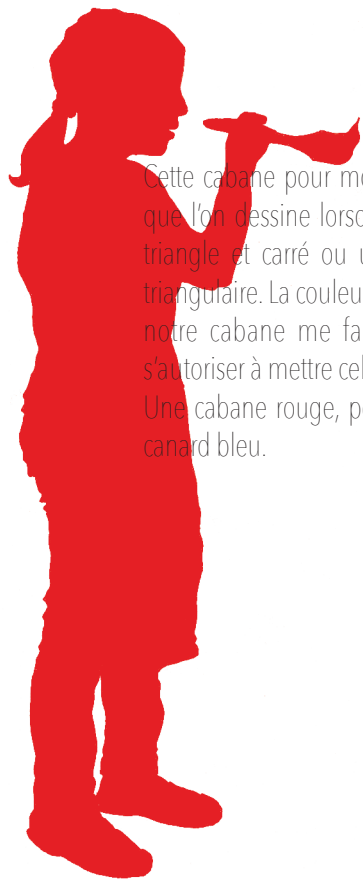 Cette cabane pour mo
que l'on dessine lorsq
triangle et carré ou u
triangulaire. La couleu
notre cabane me fa
s'autoriser à mettre cel
Une cabane rouge, p
canard bleu.